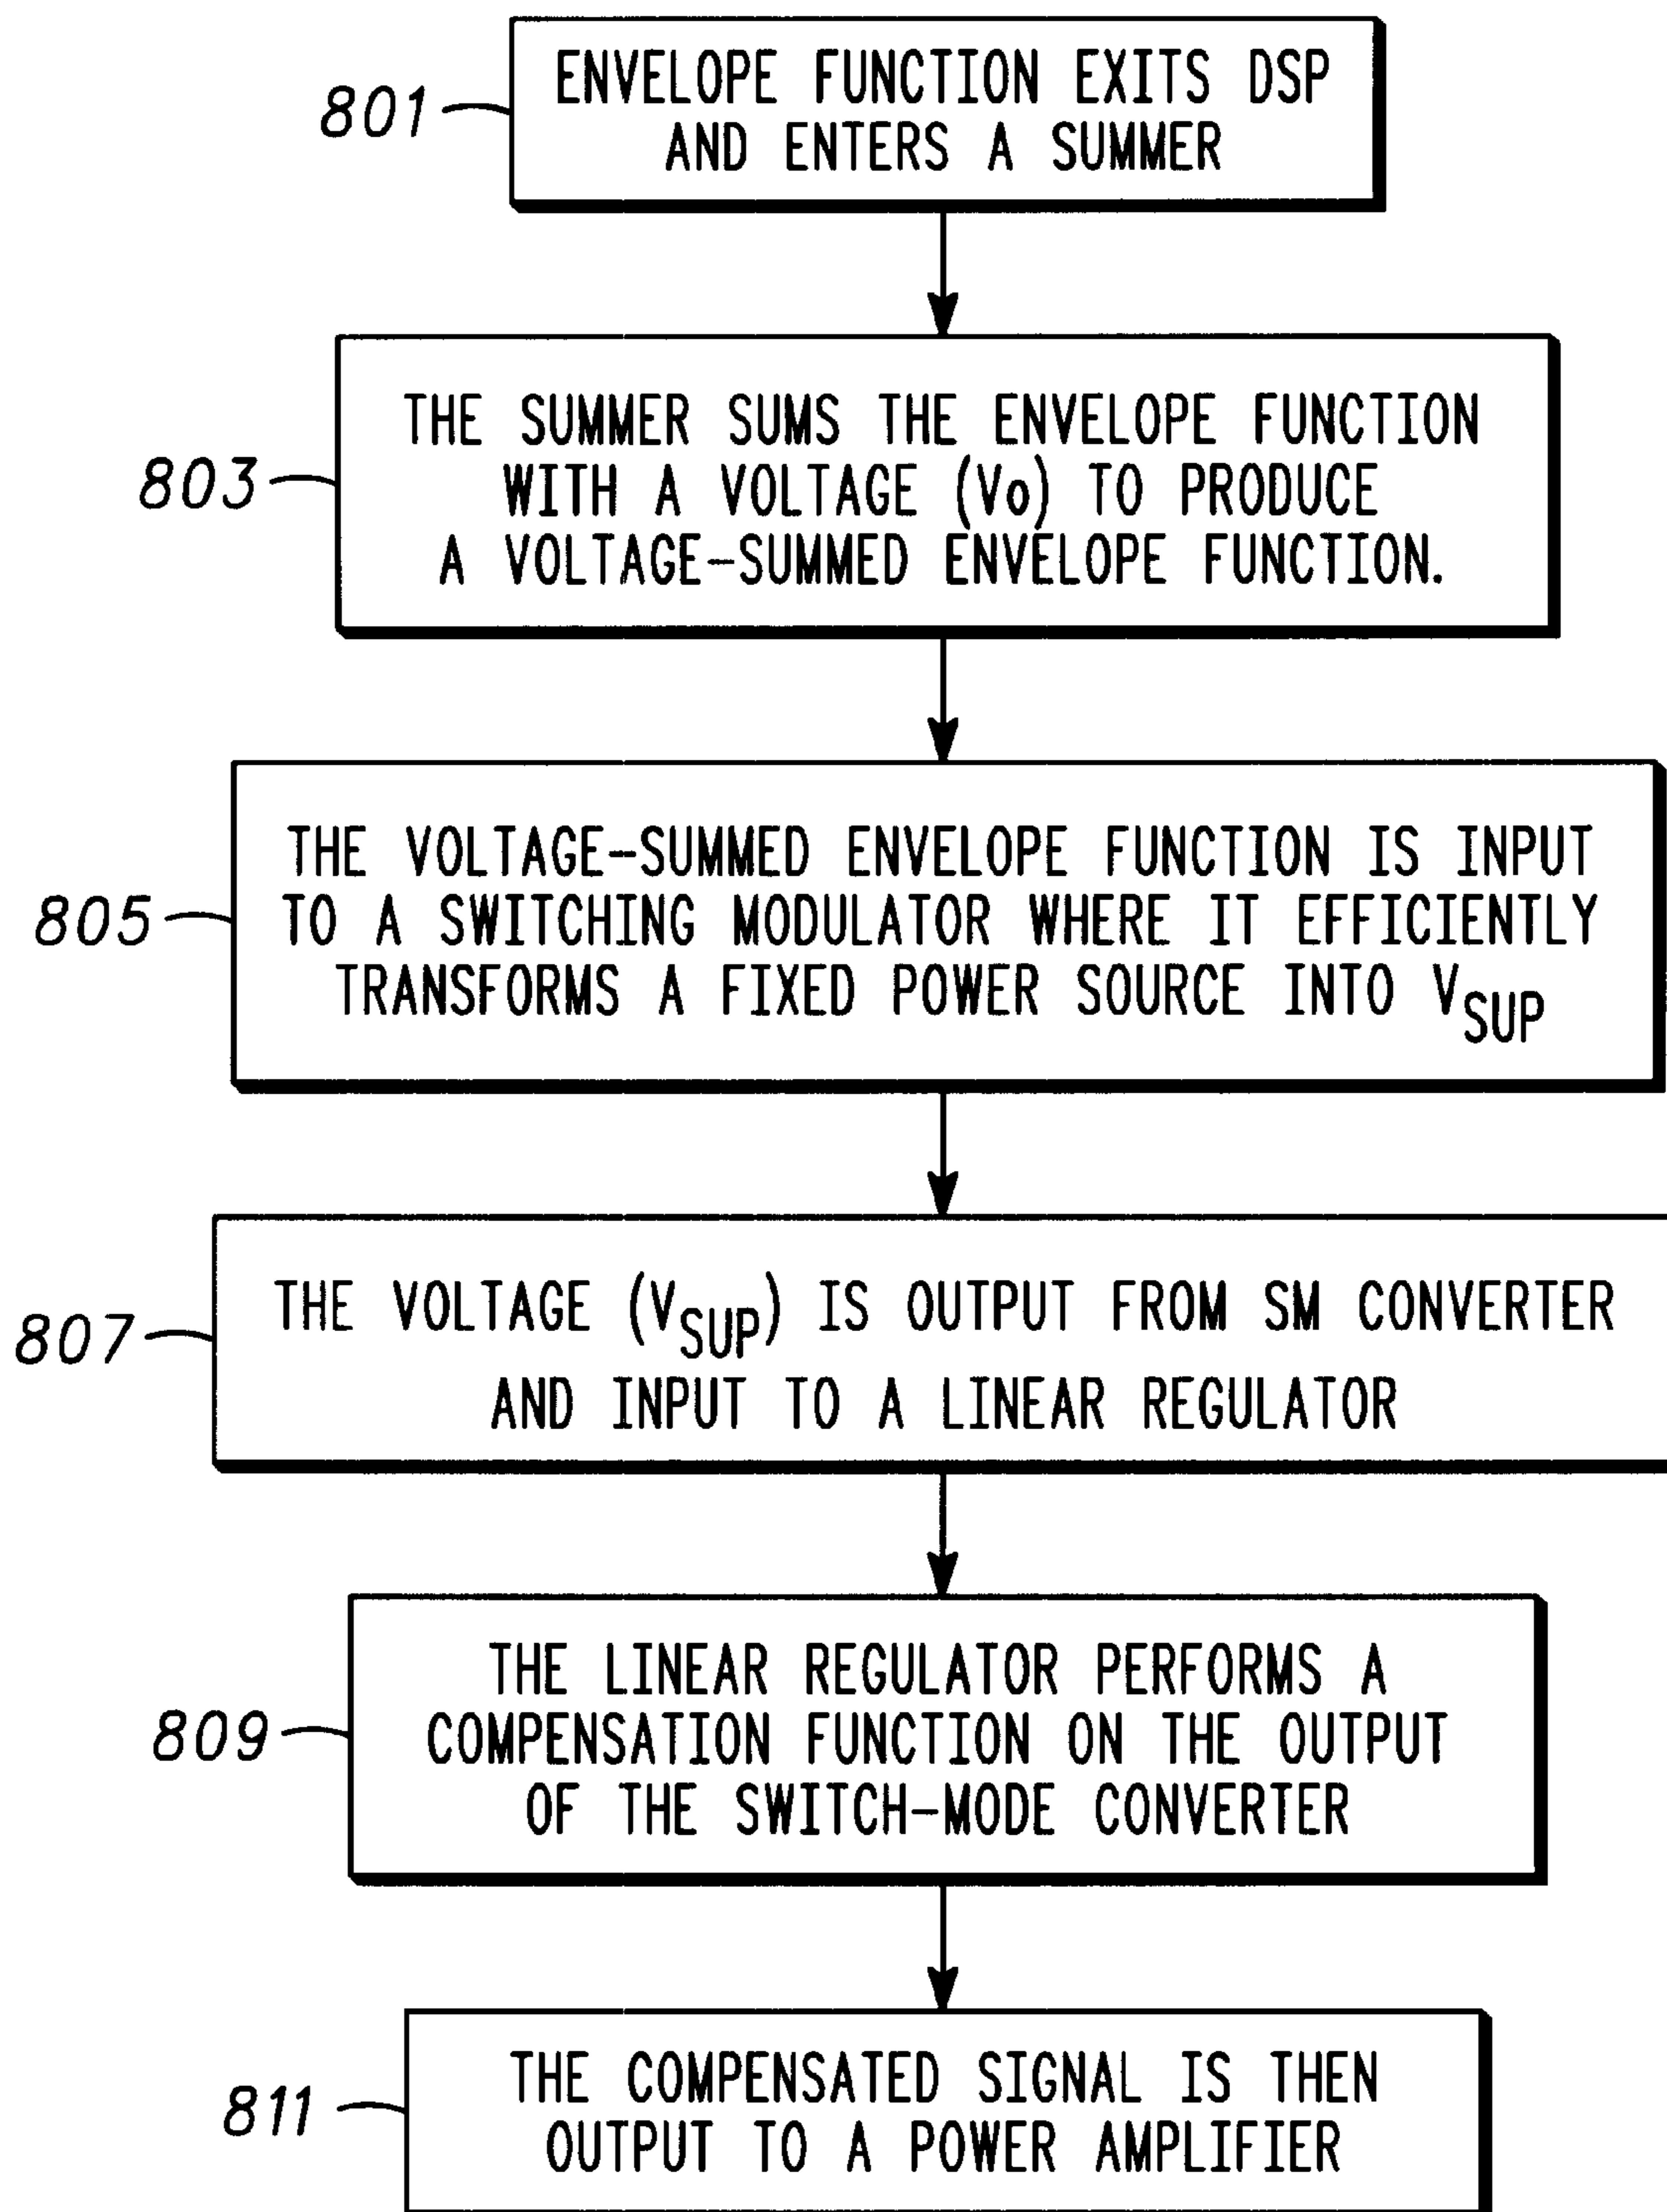 801
ENVELOPE FUNCTION EXITS DSP
AND ENTERS A SUMMER
803
THE SUMMER SUMS THE ENVELOPE FUNCTION
WITH A VOLTAGE (Vo) TO PRODUCE
A VOLTAGE-SUMMED ENVELOPE FUNCTION.
805
THE VOLTAGE-SUMMED ENVELOPE FUNCTION IS INPUT
TO A SWITCHING MODULATOR WHERE IT EFFICIENTLY
TRANSFORMS A FIXED POWER SOURCE INTO VSUP
807
THE VOLTAGE (VSUP) IS OUTPUT FROM SM CONVERTER
AND INPUT TO A LINEAR REGULATOR
809
THE LINEAR REGULATOR PERFORMS A
COMPENSATION FUNCTION ON THE OUTPUT
OF THE SWITCH-MODE CONVERTER
811
THE COMPENSATED SIGNAL IS THEN
OUTPUT TO A POWER AMPLIFIER